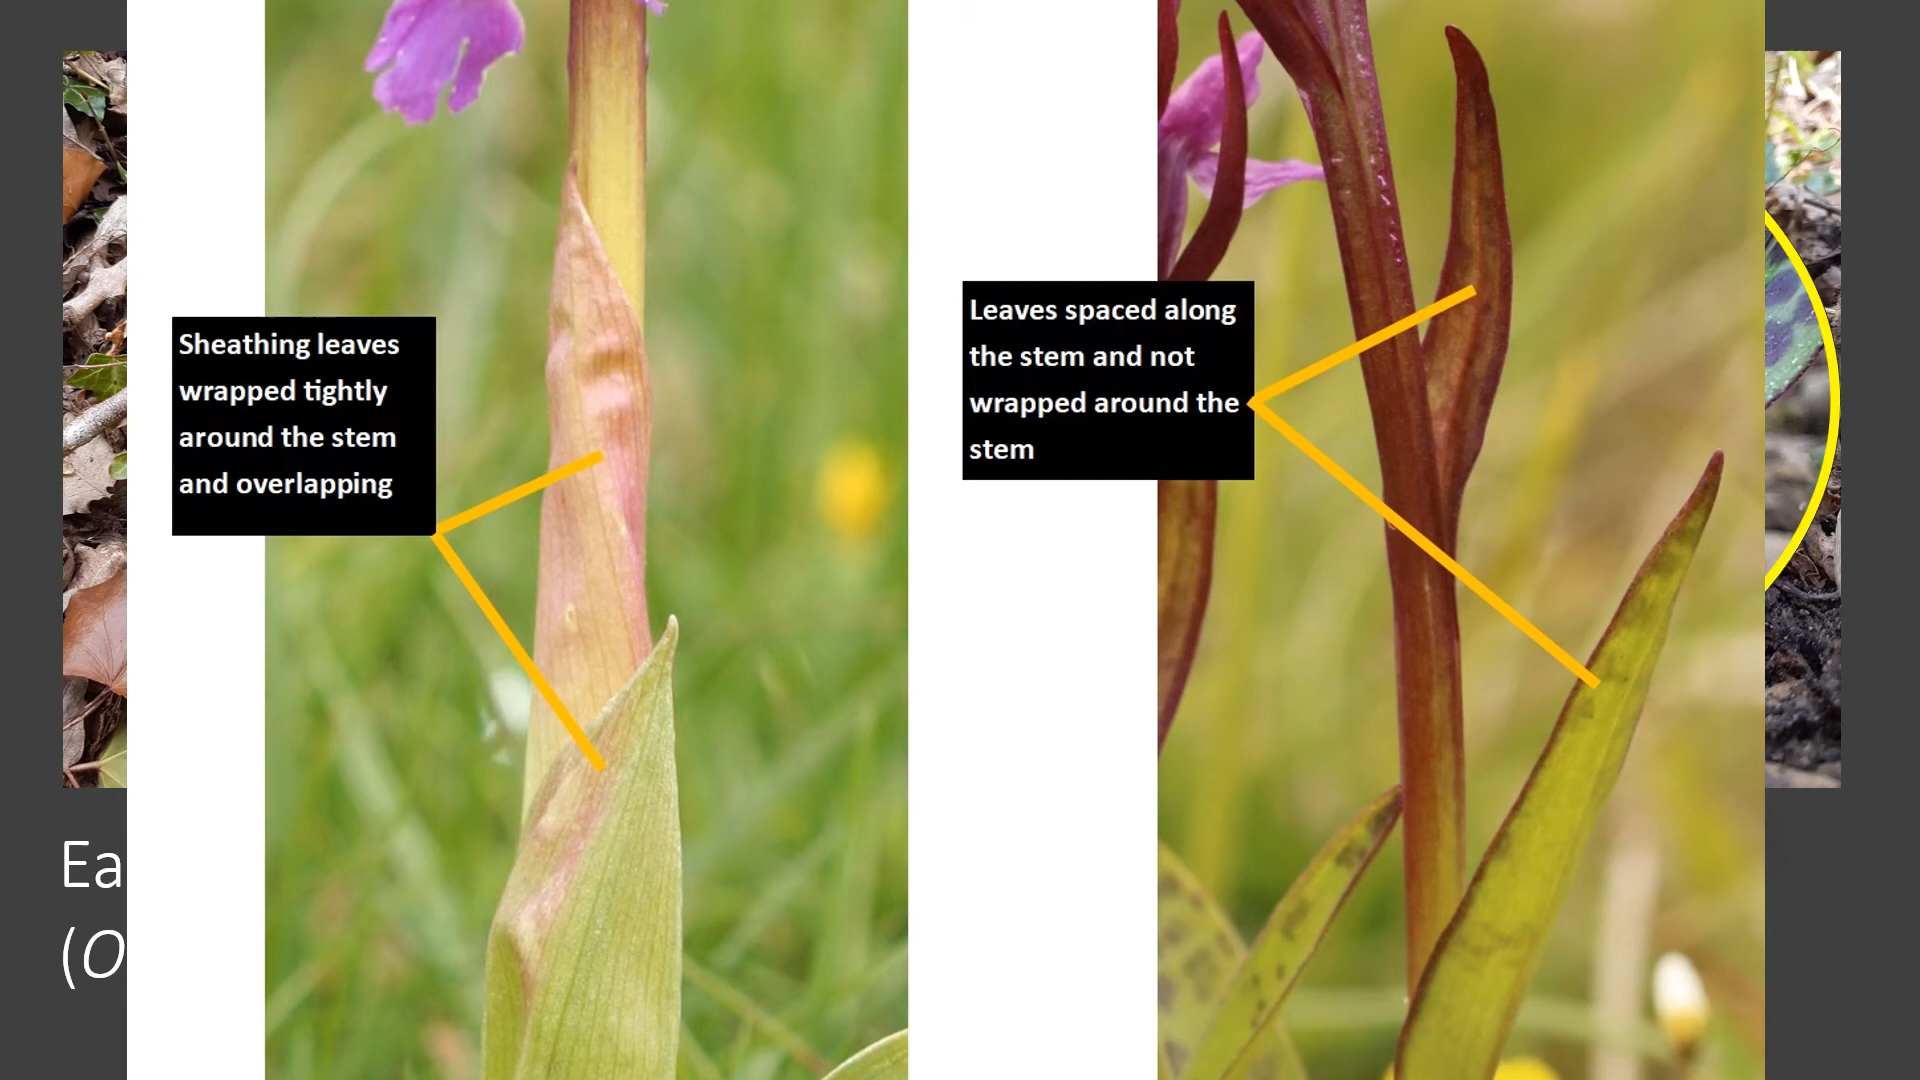 Sheathing leaves
wrapped tightly
around the stem
and overlapping
Leaves spaced along
the stem and not
wrapped around the
stem
Ea
(O